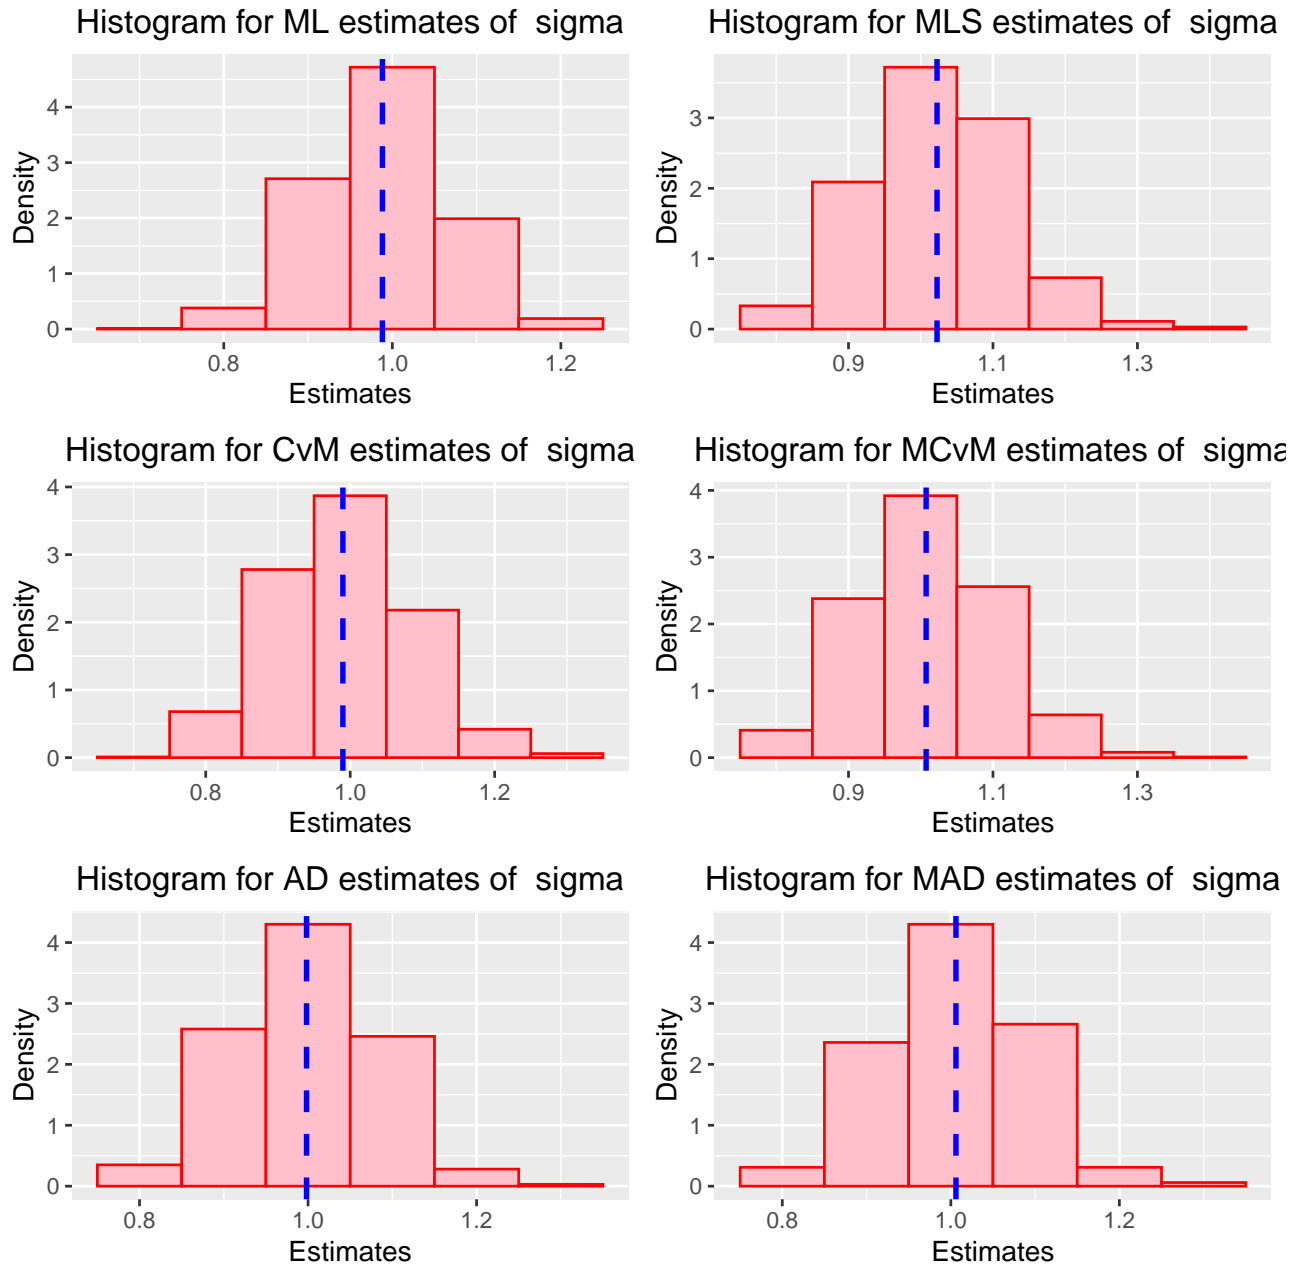 Histogram for ML estimates of  sigma
4
3
2
1
0
Density
0.8 1.0 1.2
Estimates
Histogram for MLS estimates of  sigma
3
2
1
0
Density
0.9 1.1 1.3
Estimates
Histogram for CvM estimates of  sigma
4
3
2
1
0
Density
0.8 1.0 1.2
Estimates
Histogram for MCvM estimates of  sigma
4
3
2
1
0
Density
0.9 1.1 1.3
Estimates
Histogram for AD estimates of  sigma
4
3
2
1
0
Density
0.8 1.0 1.2
Estimates
Histogram for MAD estimates of  sigma
4
3
2
1
0
Density
0.8 1.0 1.2
Estimates